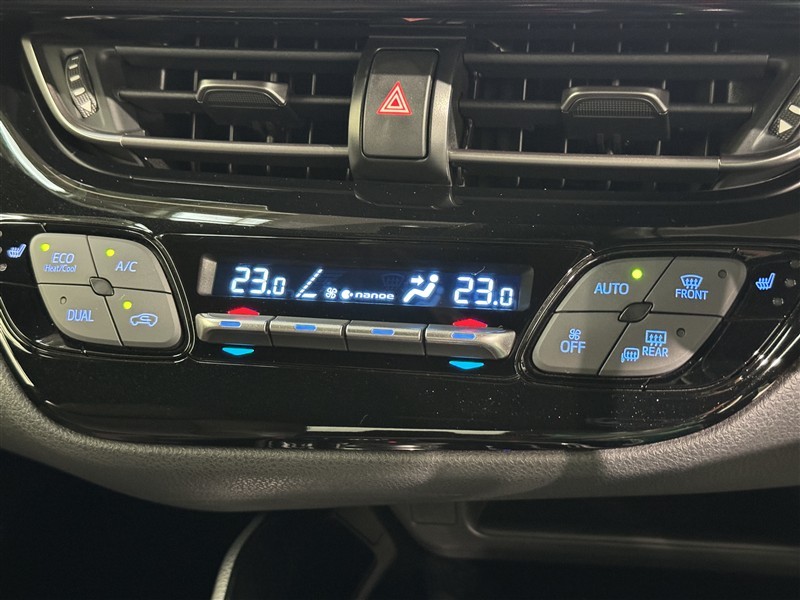 ECO
Heat/Cool
A/C
DUAL
23.0
nanoe
23.0
AUTO
FRONT
OFF
REAR